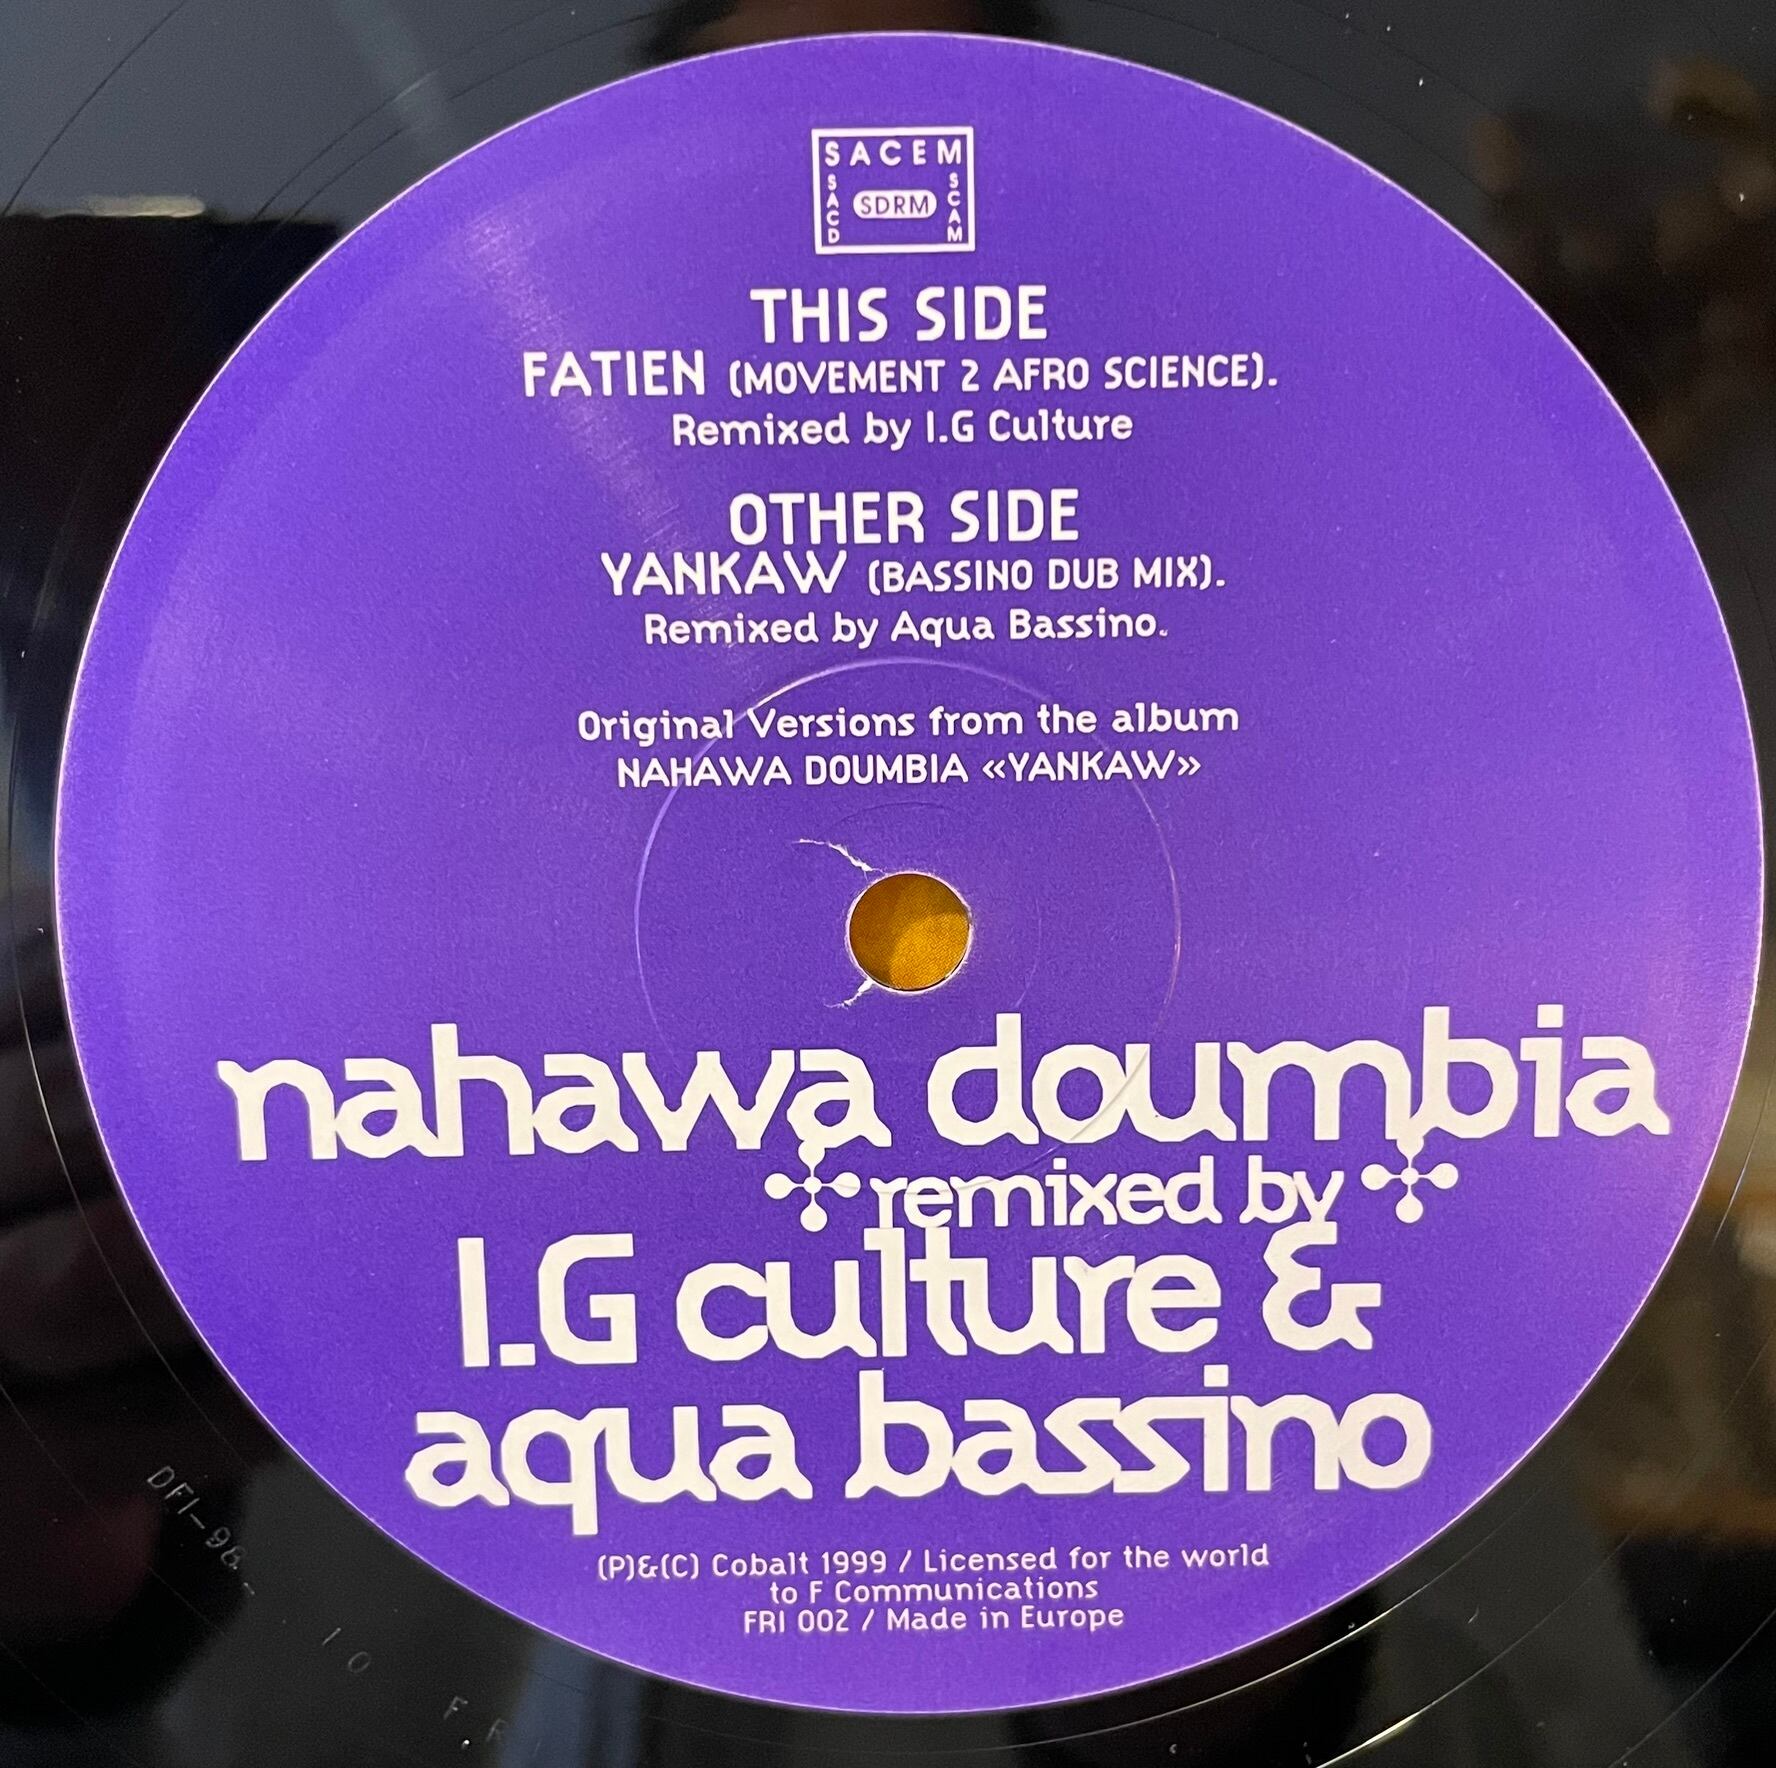 SACEM
SACD
SDRM
SCAM
THIS SIDE
FATIEN (MOVEMENT 2 AFRO SCIENCE).
Remixed by I.G Culture
OTHER SIDE
YANKAW (BASSINO DUB MIX).
Remixed by Aqua Bassino.
Original Versions from the album
NAHAWA DOUMBIA «YANKAW»
nahawa doumbia
remixed by
I.G culture &
aqua bassino
(P)&(C) Cobalt 1999 / Licensed for the world
to F Communications
FRI 002 / Made in Europe